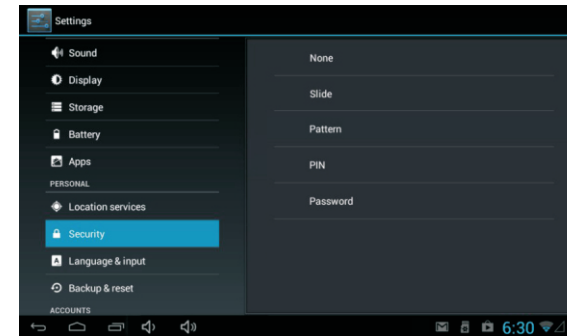 Settings
Sound
Display
Storage
Battery
Apps
PERSONAL
Location services
Security
Language & input
Backup & reset
ACCOUNTS
None
Slide
Pattern
PIN
Password
6:30